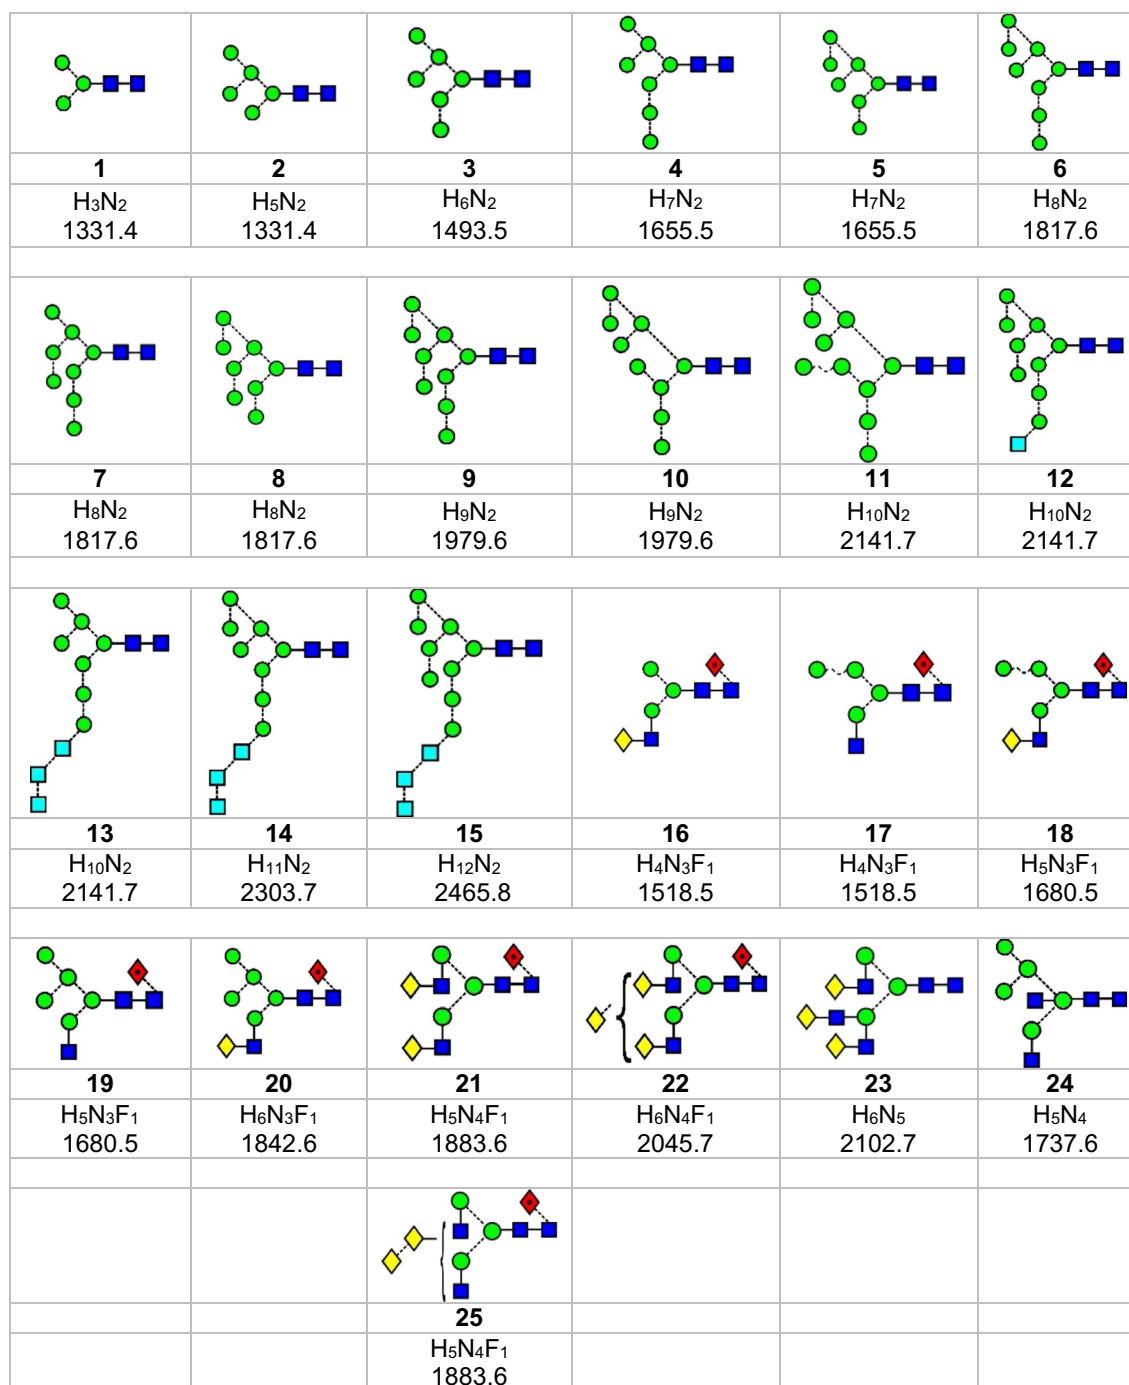 1 2 3 4 5 6
H₃N₂ H₅N₂ H₆N₂ H₇N₂ H₇N₂ H₈N₂
1331.4 1331.4 1493.5 1655.5 1655.5 1817.6
7 8 9 10 11 12
H₈N₂ H₈N₂ H₉N₂ H₉N₂ H₁₀N₂ H₁₀N₂
1817.6 1817.6 1979.6 1979.6 2141.7 2141.7
13 14 15 16 17 18
H₁₀N₂ H₁₁N₂ H₁₂N₂ H₄N₃F₁ H₄N₃F₁ H₅N₃F₁
2141.7 2303.7 2465.8 1518.5 1518.5 1680.5
19 20 21 22 23 24
H₅N₃F₁ H₆N₃F₁ H₅N₄F₁ H₆N₄F₁ H₆N₅ H₅N₄
1680.5 1842.6 1883.6 2045.7 2102.7 1737.6
25
H₅N₄F₁
1883.6